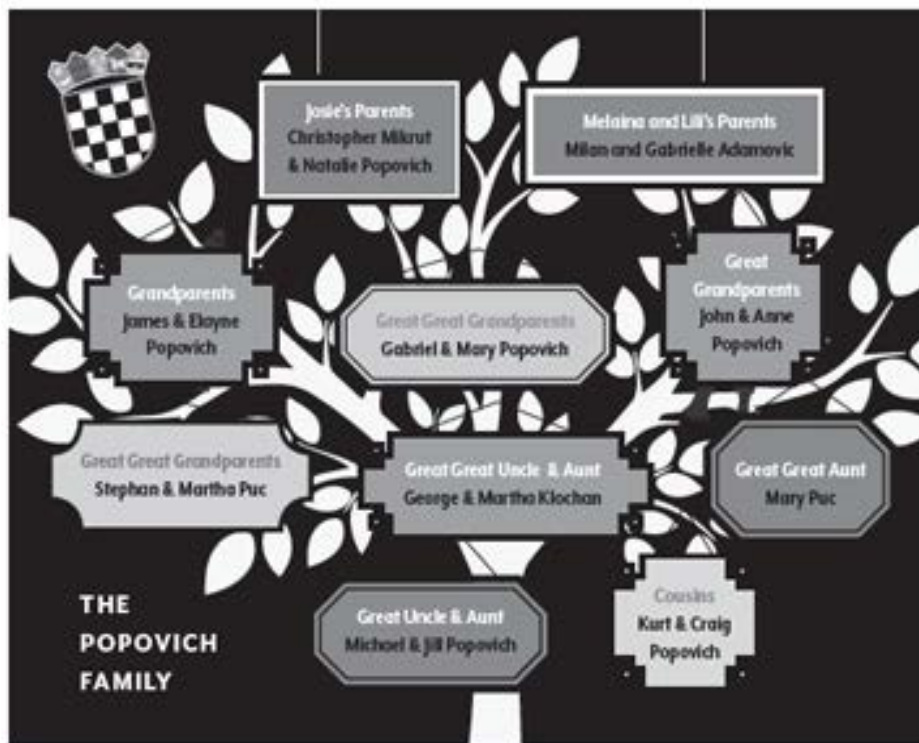 Josie's Parents
Christopher Mikrut
& Natalie Popovich
Melaina and Lili's Parents
Milan and Gabrielle Adamovic
Grandparents
James & Elayne
Popovich
Great Great Grandparents
Gabriel & Mary Popovich
Great
Grandparents
John & Anne
Popovich
Great Great Grandparents
Stephan & Martha Puc
Great Great Uncle & Aunt
George & Martha Klochan
Great Great Aunt
Mary Puc
Great Uncle & Aunt
Michael & Jill Popovich
Cousins
Kurt & Craig
Popovich
THE
POPOVICH
FAMILY